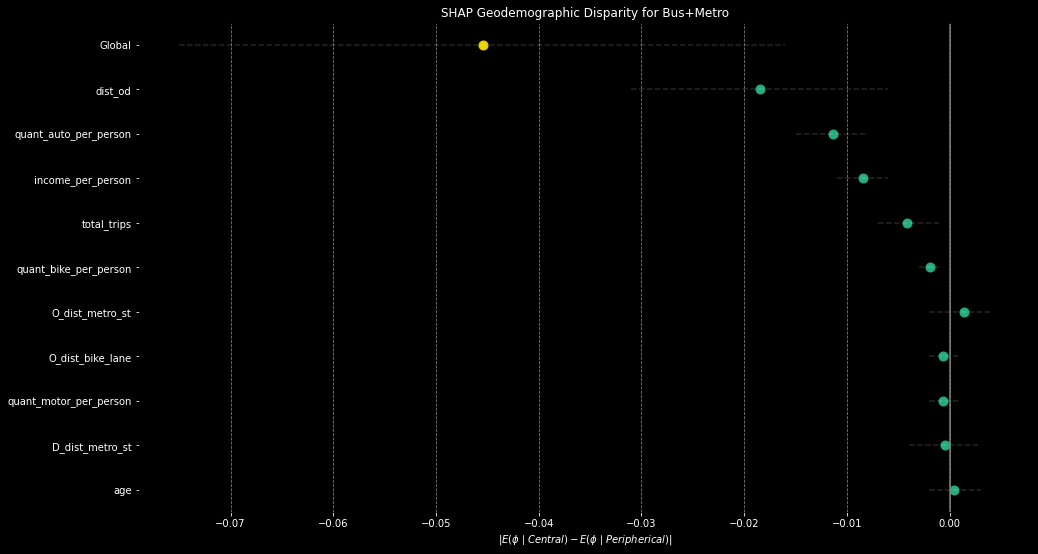 SHAP Geodemographic Disparity for Bus+Metro
Global
dist_od
quant_auto_per_person
income_per_person
total_trips
quant_bike_per_person
O_dist_metro_st
O_dist_bike_lane
quant_motor_per_person
D_dist_metro_st
age
−0.07 −0.06 −0.05 −0.04 −0.03 −0.02 −0.01 0.00
|E(ϕ ∣ Central) − E(ϕ ∣ Peripherical)|